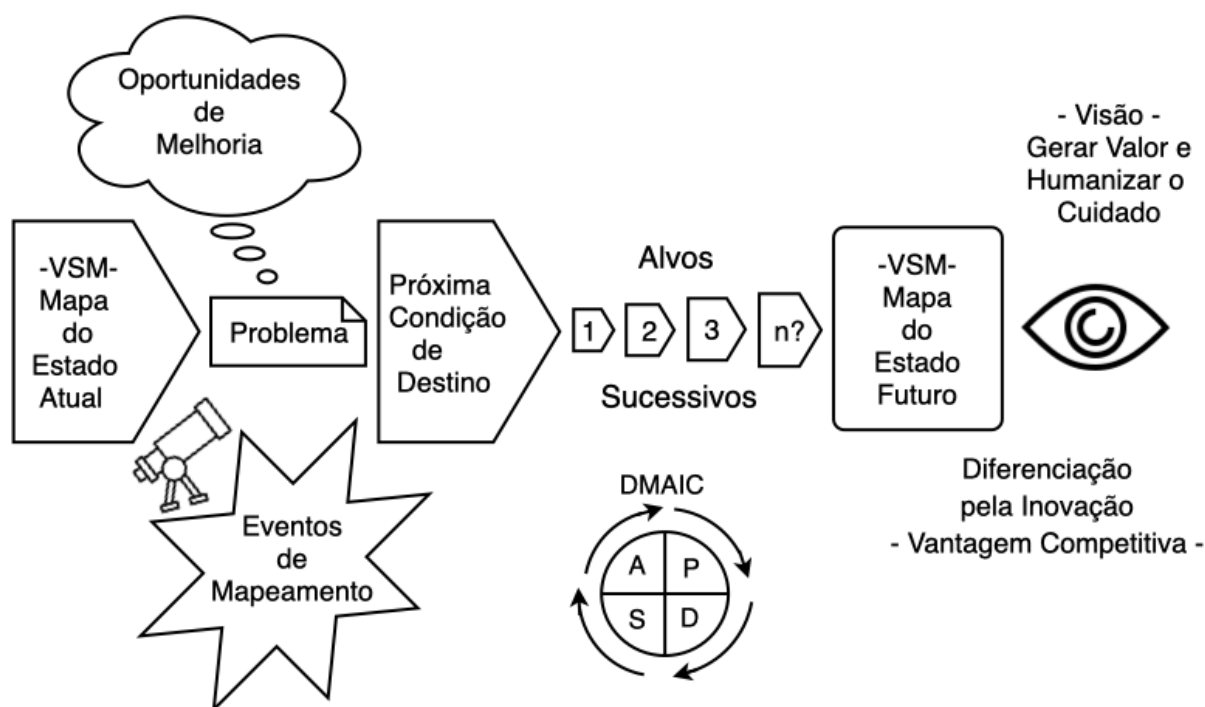 Oportunidades
de
Melhoria
-VSM-
Mapa
do
Estado
Atual
Problema
Eventos
de
Mapeamento
Próxima
Condição
de
Destino
Alvos
1
2
3
n?
Sucessivos
DMAIC
A
P
S
D
-VSM-
Mapa
do
Estado
Futuro
- Visão -
Gerar Valor e
Humanizar o
Cuidado
Diferenciação
pela Inovação
- Vantagem Competitiva -